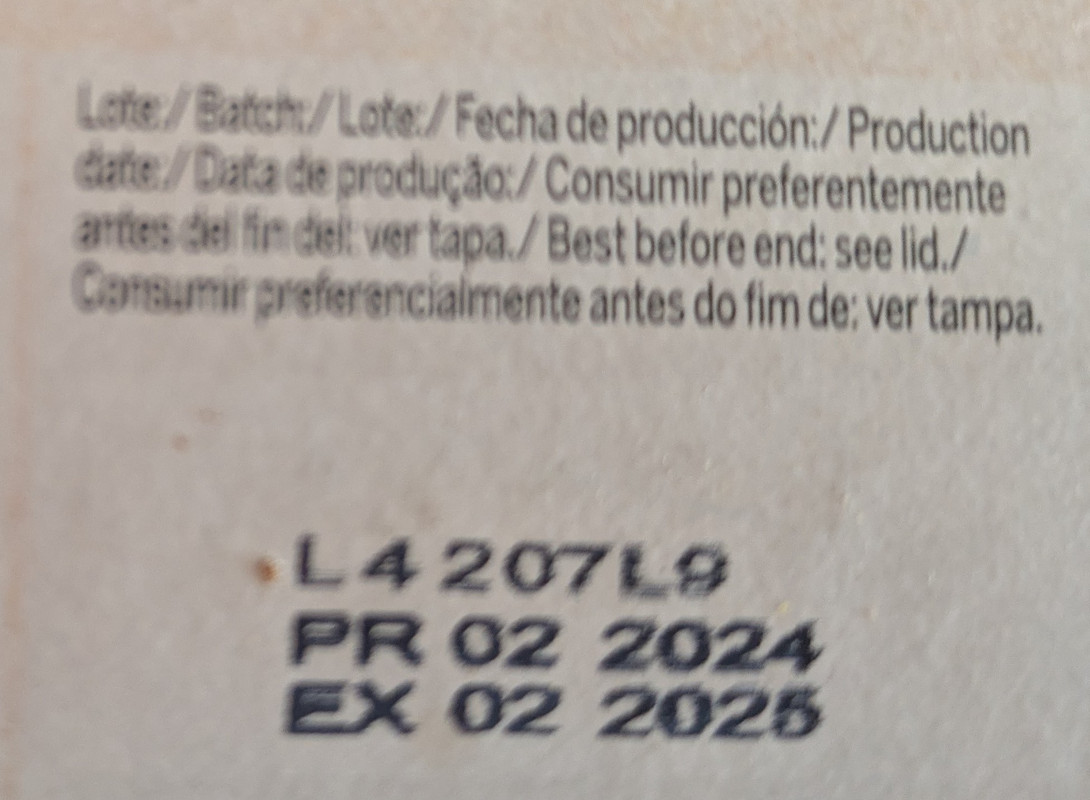 Lote:/ Batch:/ Lote:/ Fecha de producción:/ Production
date:/ Data de produção:/ Consumir preferentemente
antes del fin del: ver tapa./ Best before end: see lid./
Consumir preferencialmente antes do fim de: ver tampa.
L4207L9
PR 02 2024
EX 02 2025